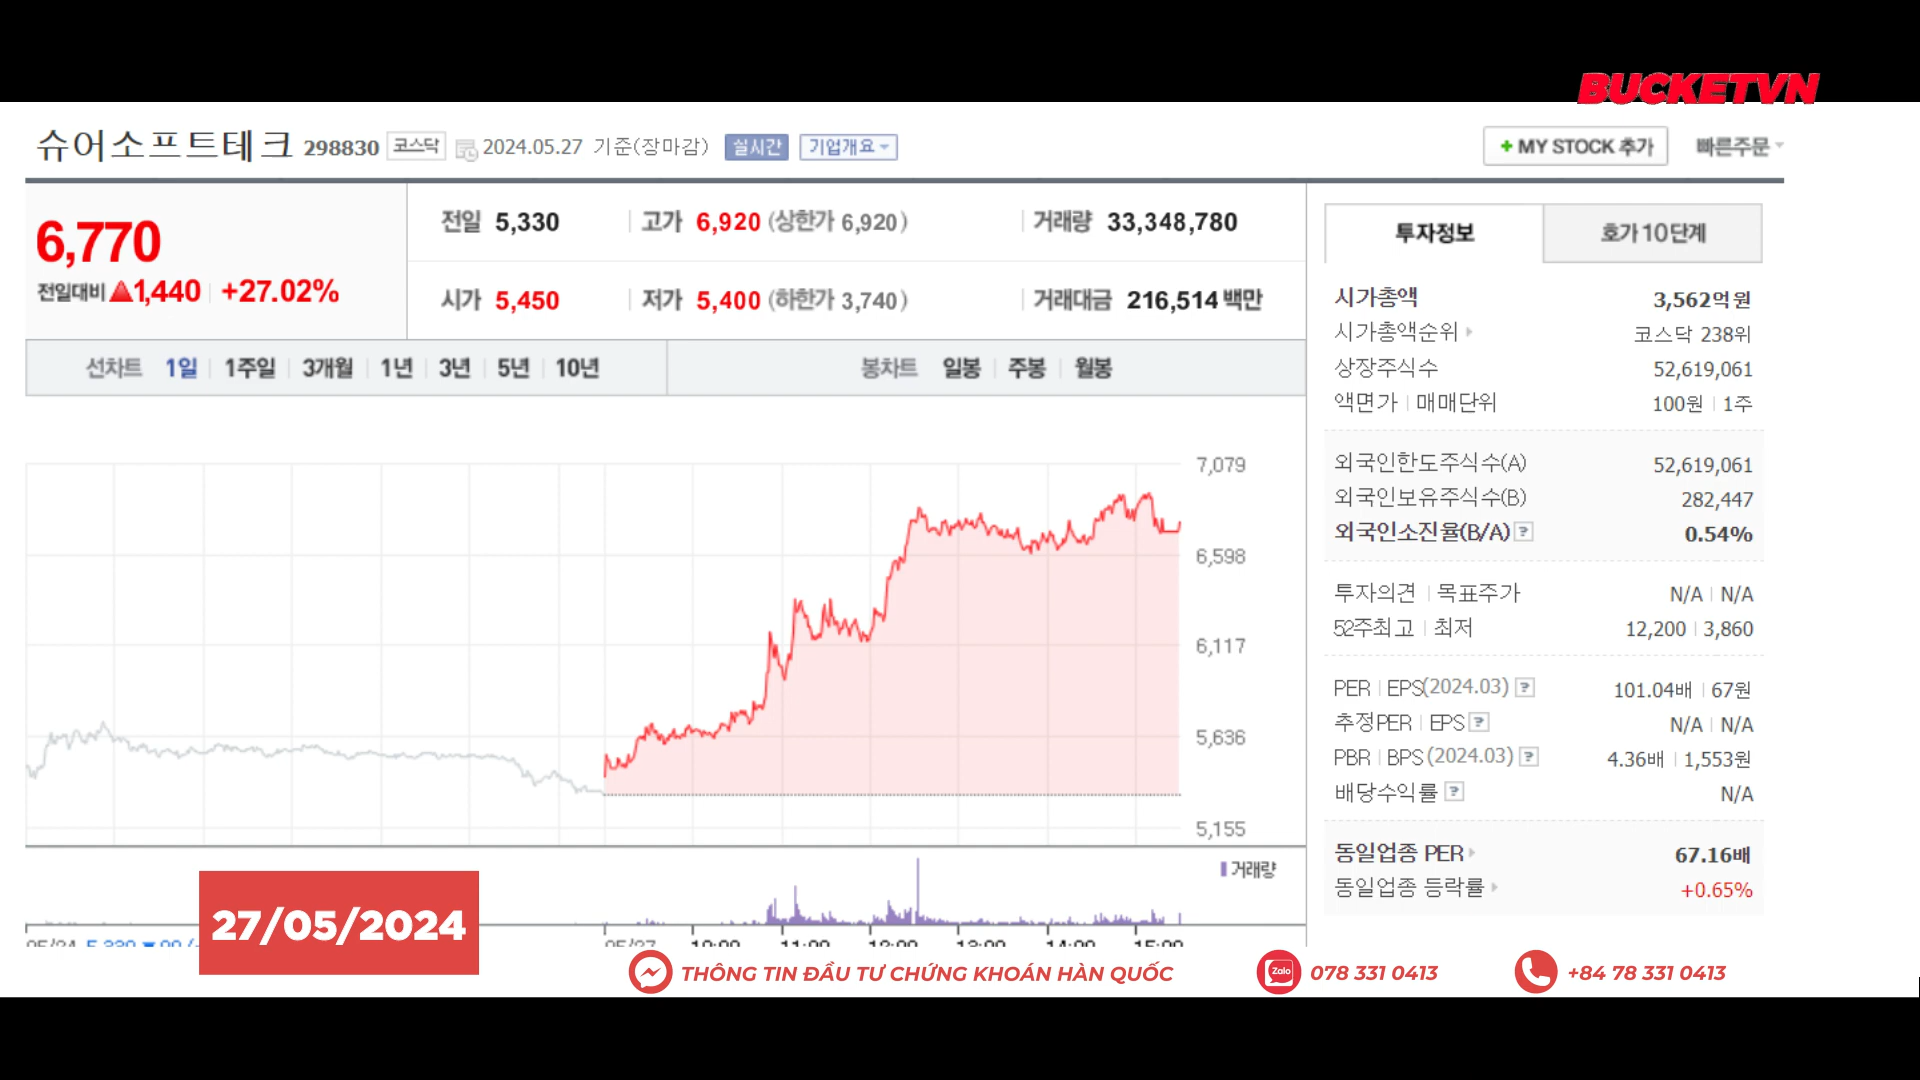 BUCKETVN
슈어소프트테크 298830 코스닥 2024.05.27 기준(장마감) 실시간 기업개요
+ MY STOCK 추가 빠른주문
6,770
전일대비 ▲1,440 +27.02%
전일 5,330 고가 6,920 (상한가 6,920) 거래량 33,348,780
시가 5,450 저가 5,400 (하한가 3,740) 거래대금 216,514 백만
선차트 1일 1주일 3개월 1년 3년 5년 10년 봉차트 일봉 주봉 월봉
7,079
6,598
6,117
5,636
5,155
거래량
05/24 5,330 ▼90
05/27 10:00 11:00 12:00 13:00 14:00 15:00
투자정보 호가 10단계
시가총액 3,562억원
시가총액순위 코스닥 238위
상장주식수 52,619,061
액면가 매매단위 100원 1주
외국인한도주식수(A) 52,619,061
외국인보유주식수(B) 282,447
외국인소진율(B/A) ? 0.54%
투자의견 목표주가 N/A N/A
52주최고 최저 12,200 3,860
PER EPS(2024.03) ? 101.04배 67원
추정PER EPS ? N/A N/A
PBR BPS (2024.03) ? 4.36배 1,553원
배당수익률 ? N/A
동일업종 PER 67.16배
동일업종 등락률 +0.65%
27/05/2024
THÔNG TIN ĐẦU TƯ CHỨNG KHOÁN HÀN QUỐC
Zalo 078 331 0413
+84 78 331 0413